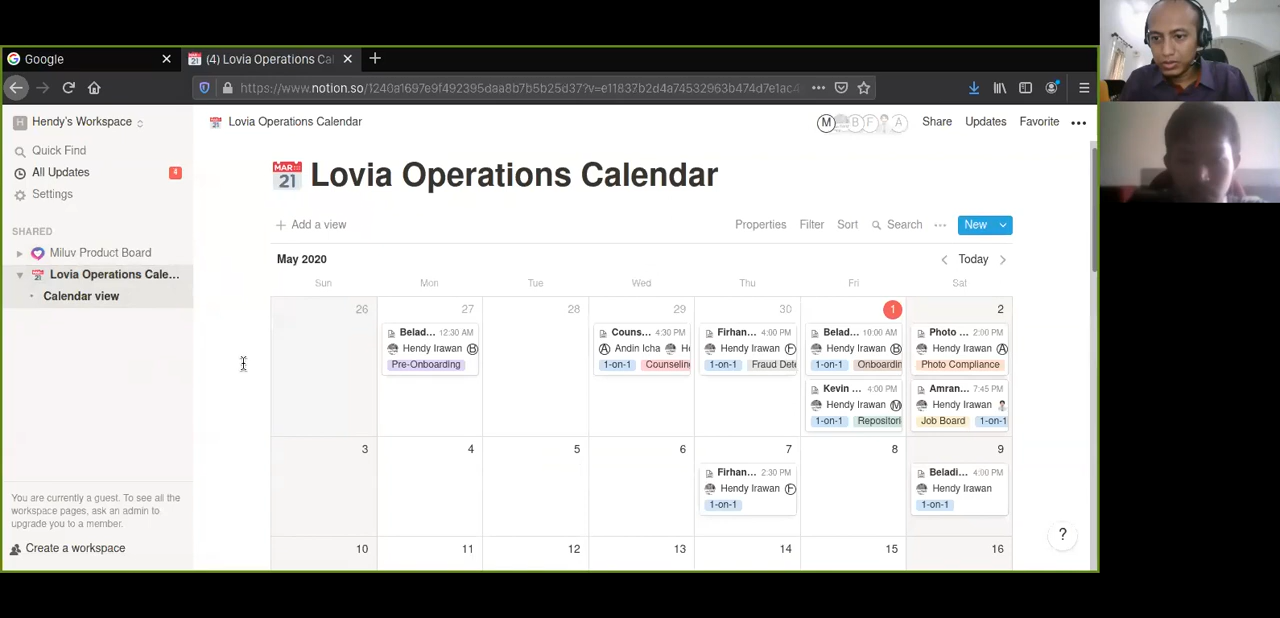 Google
(4) Lovia Operations Ca
https://www.notion.so/1240a1697e9f492395daa8b7b5b25d37?v=e11837b2d4a74532963b474d7e1ac4
H Hendy's Workspace
Lovia Operations Calendar
M B F A
Share Updates Favorite
Quick Find
All Updates 4
Settings
SHARED
Miluv Product Board
Lovia Operations Cale...
Calendar view
You are currently a guest. To see all the
workspace pages, ask an admin to
upgrade you to a member.
Create a workspace
MAR 21 Lovia Operations Calendar
Add a view
Properties Filter Sort Search ... New
May 2020
Today
Sun Mon Tue Wed Thu Fri Sat
26 27 28 29 30 1 2
Belad... 12:30 AM
Hendy Irawan B
Pre-Onboarding
Couns... 4:30 PM
A Andin Icha
1-on-1 Counselin
Firhan... 4:00 PM
Hendy Irawan F
1-on-1 Fraud Dete
Belad... 10:00 AM
Hendy Irawan B
1-on-1 Onboardin
Kevin ... 4:00 PM
Hendy Irawan M
1-on-1 Repositori
Photo ... 2:00 PM
Hendy Irawan A
Photo Compliance
Amran... 7:45 PM
Hendy Irawan
Job Board 1-on-1
3 4 5 6 7 8 9
Firhan... 2:30 PM
Hendy Irawan F
1-on-1
Beladi... 4:00 PM
Hendy Irawan
1-on-1
10 11 12 13 14 15 16
?